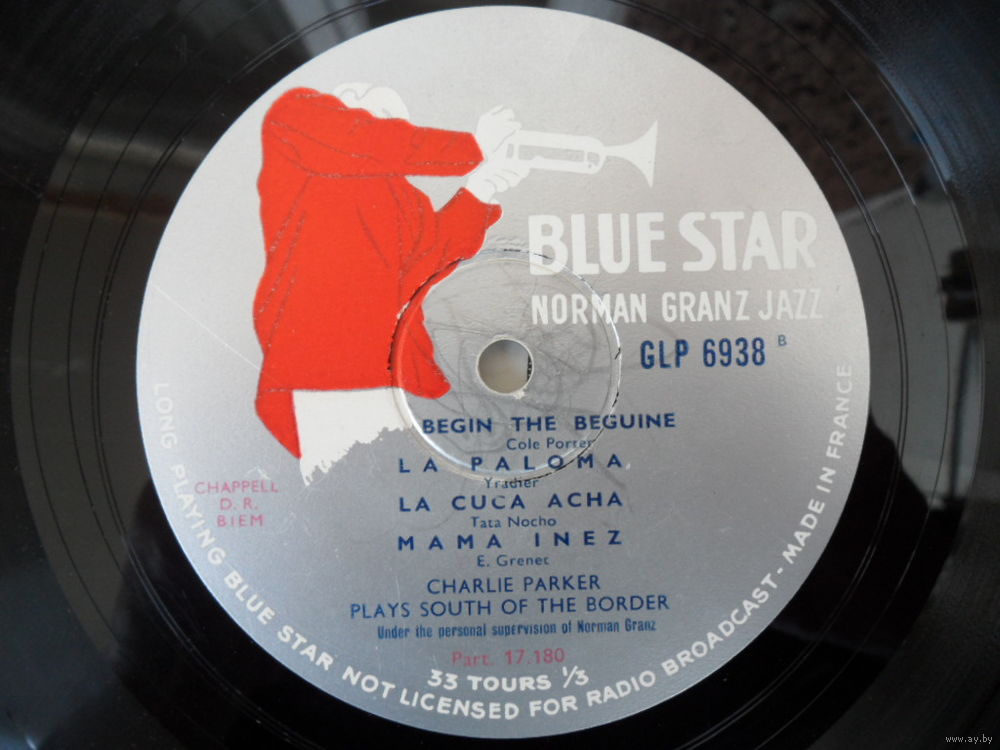 BLUE STAR
NORMAN GRANZ JAZZ
GLP 6938 B
BEGIN THE BEGUINE
Cole Porter
LA PALOMA
Yradier
LA CUCA ACHA
Tata Nocho
MAMA INEZ
E. Grenet
CHAPPELL
D. R.
BIEM
CHARLIE PARKER
PLAYS SOUTH OF THE BORDER
Under the personal supervision of Norman Granz
Part. 17.180
33 TOURS 1/3
LONG PLAYING BLUE STAR NOT LICENSED FOR RADIO BROADCAST - MADE IN FRANCE
www.ay.by